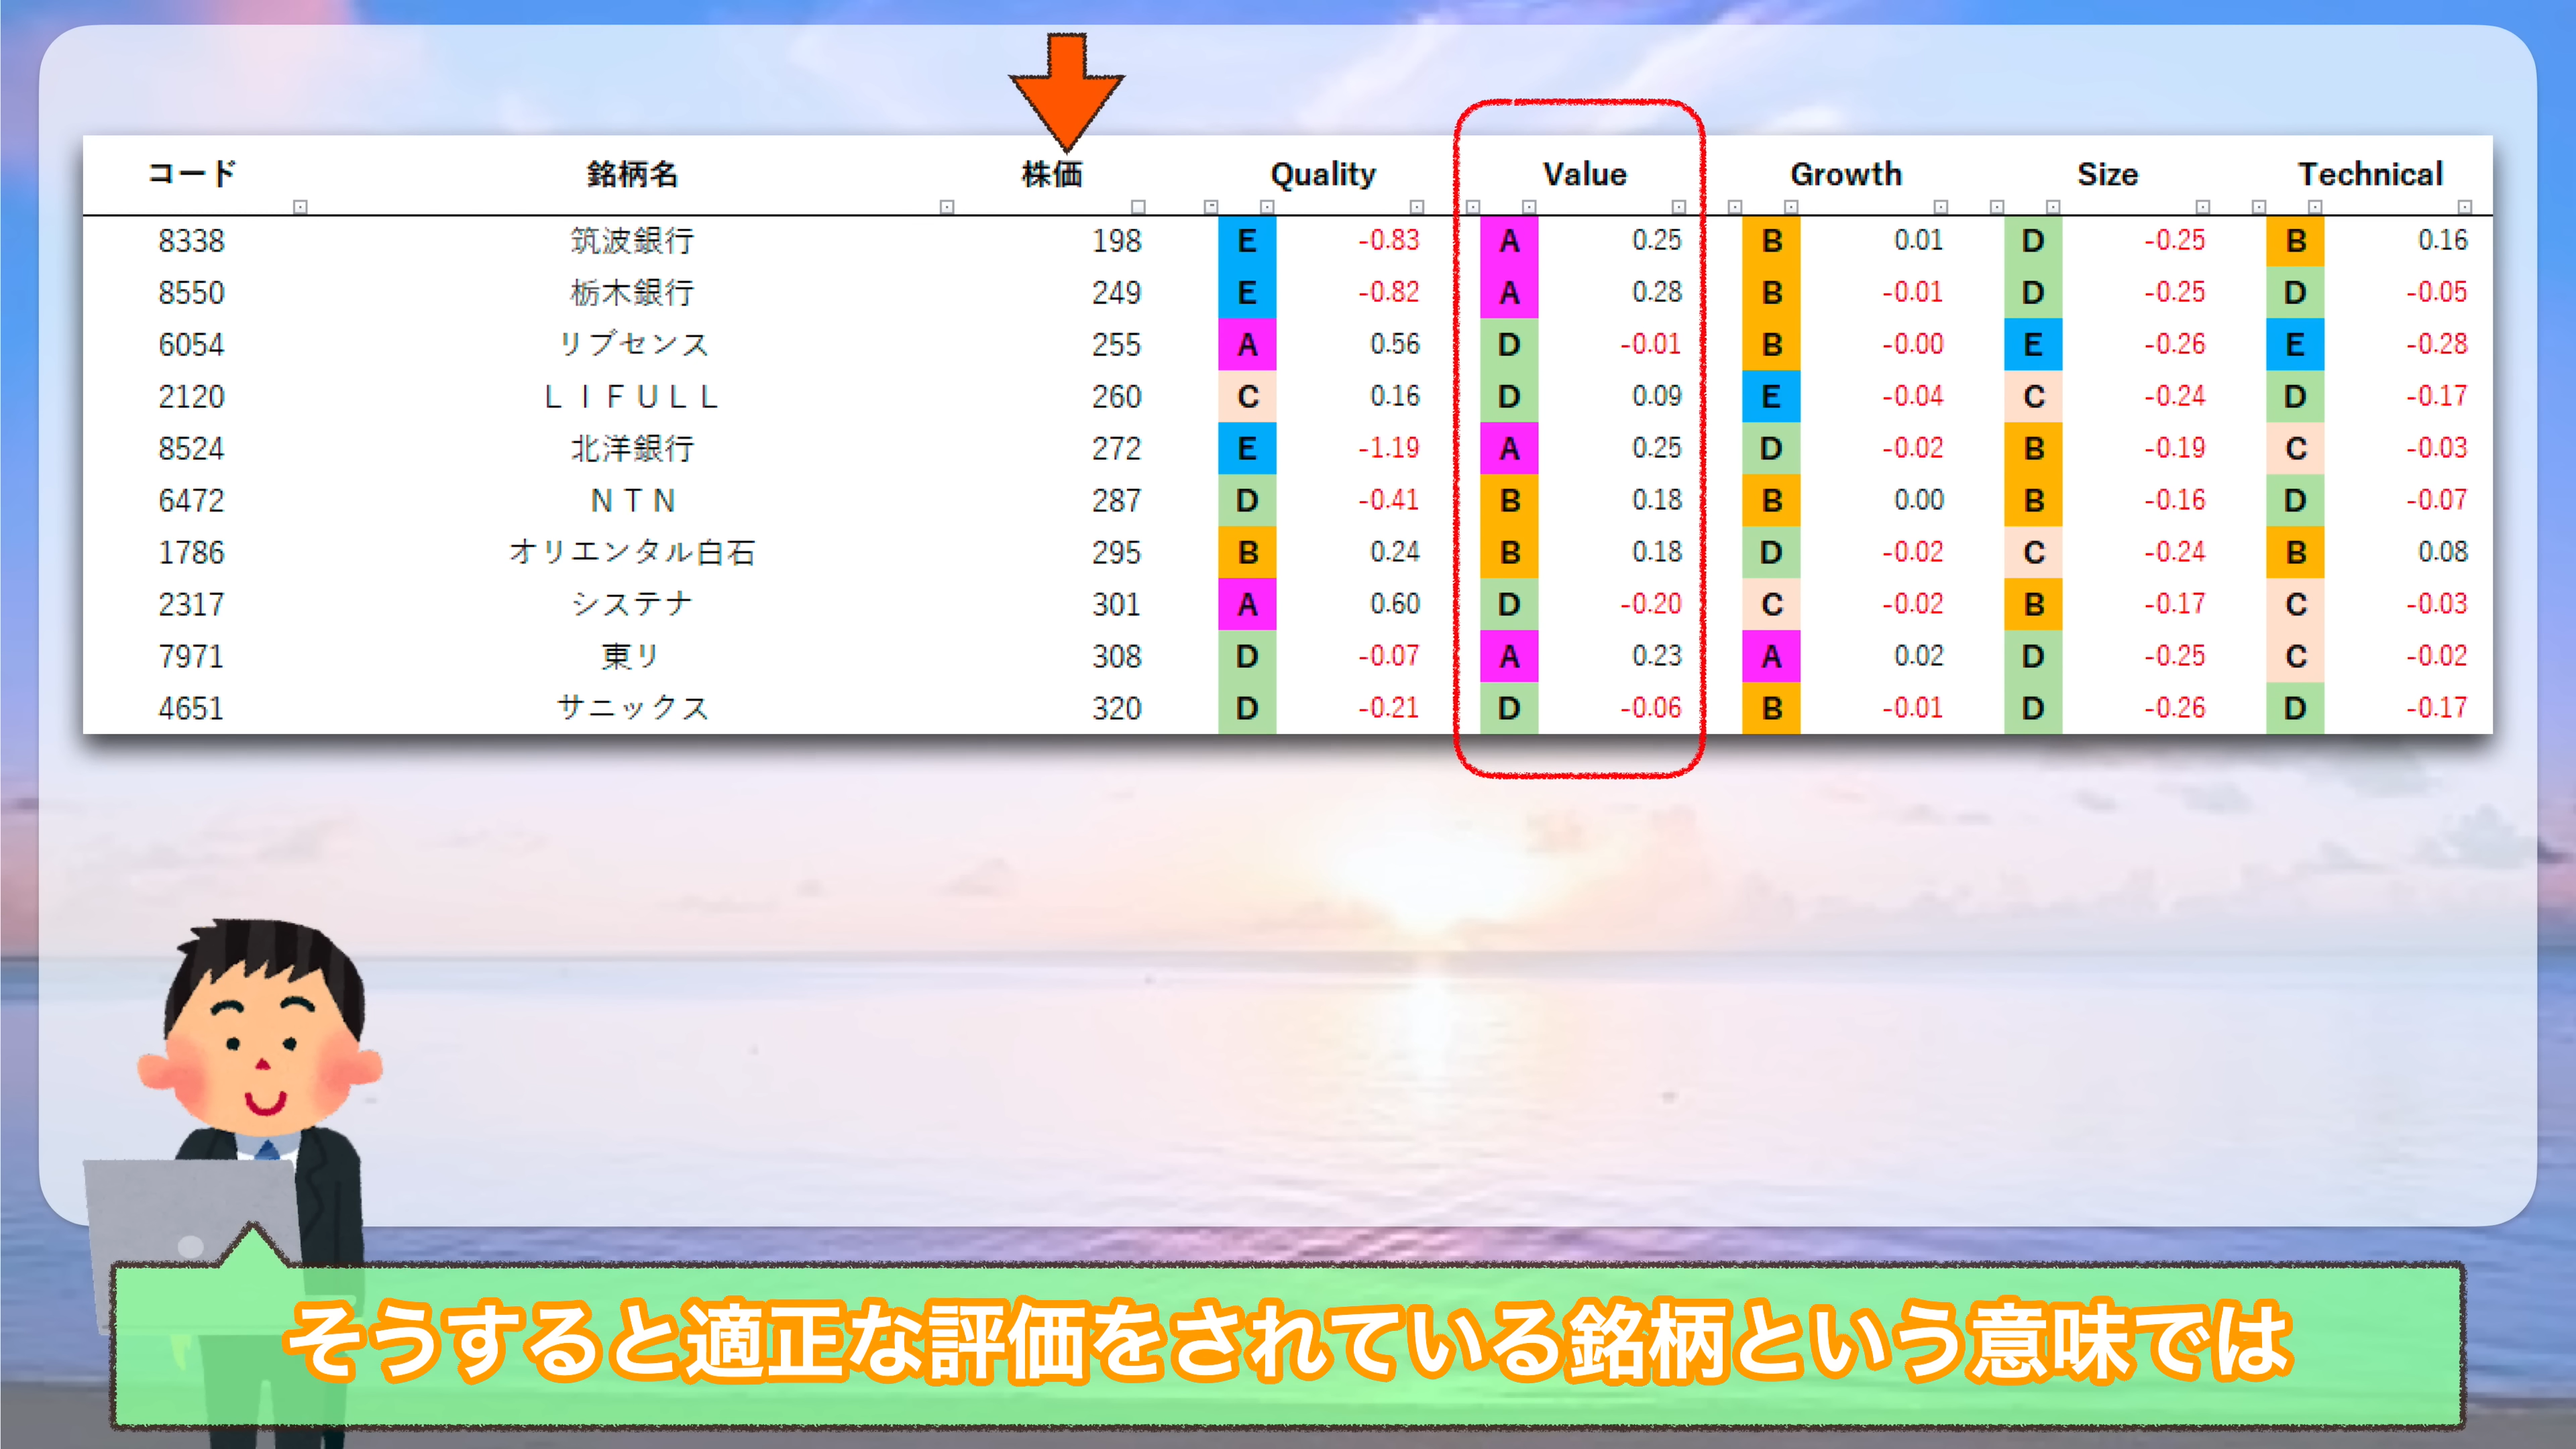 コード 銘柄名 株価 Quality Value Growth Size Technical
8338 筑波銀行 198 E -0.83 A 0.25 B 0.01 D -0.25 B 0.16
8550 栃木銀行 249 E -0.82 A 0.28 B -0.01 D -0.25 D -0.05
6054 リブセンス 255 A 0.56 D -0.01 B -0.00 E -0.26 E -0.28
2120 ＬＩＦＵＬＬ 260 C 0.16 D 0.09 E -0.04 C -0.24 D -0.17
8524 北洋銀行 272 E -1.19 A 0.25 D -0.02 B -0.19 C -0.03
6472 ＮＴＮ 287 D -0.41 B 0.18 B 0.00 B -0.16 D -0.07
1786 オリエンタル白石 295 B 0.24 B 0.18 D -0.02 C -0.24 B 0.08
2317 システナ 301 A 0.60 D -0.20 C -0.02 B -0.17 C -0.03
7971 東リ 308 D -0.07 A 0.23 A 0.02 D -0.25 C -0.02
4651 サニックス 320 D -0.21 D -0.06 B -0.01 D -0.26 D -0.17
そうすると適正な評価をされている銘柄という意味では